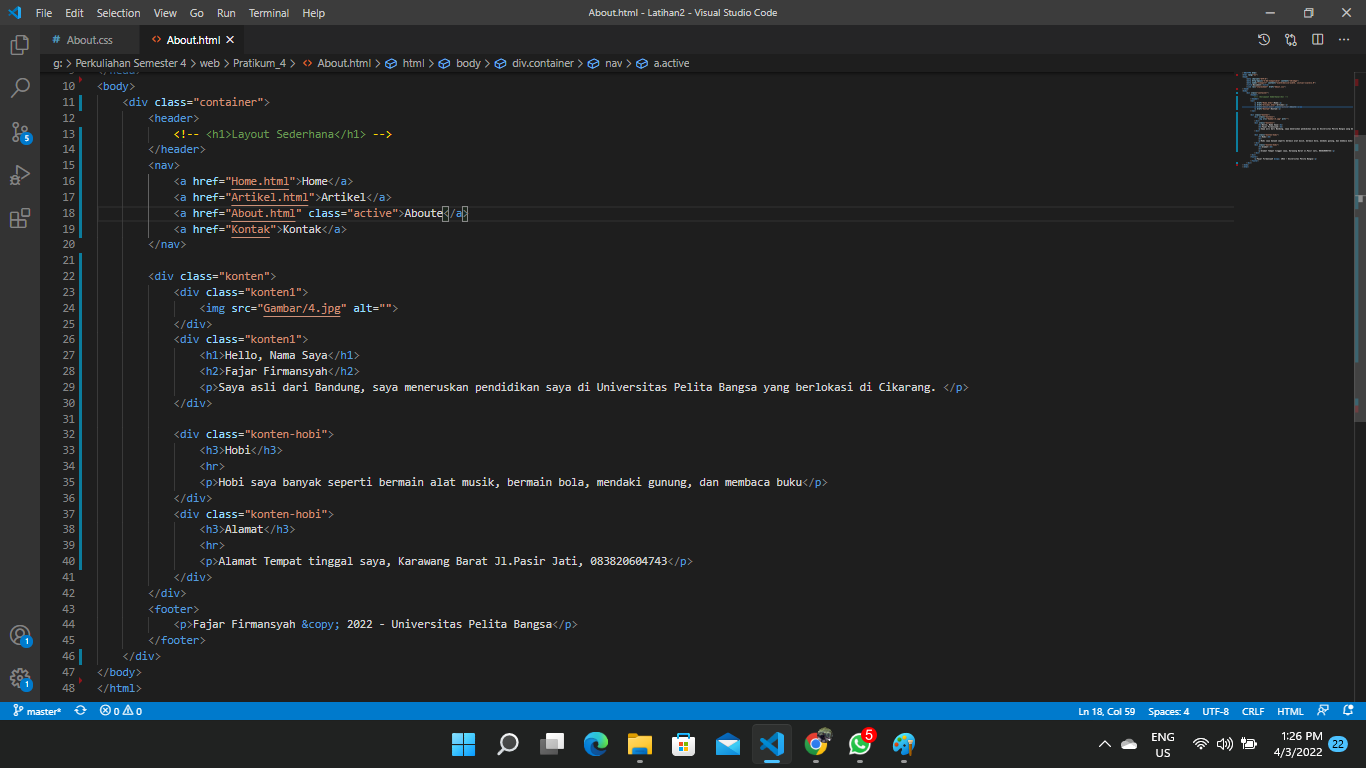 File Edit Selection View Go Run Terminal Help
About.html - Latihan2 - Visual Studio Code
# About.css
<> About.html
g: > Perkuliahan Semester 4 > web > Pratikum_4 > <> About.html > html > body > div.container > nav > a.active
10 <body>
11 <div class="container">
12 <header>
13 <!-- <h1>Layout Sederhana</h1> -->
14 </header>
15 <nav>
16 <a href="Home.html">Home</a>
17 <a href="Artikel.html">Artikel</a>
18 <a href="About.html" class="active">Aboute</a>
19 <a href="Kontak">Kontak</a>
20 </nav>
21
22 <div class="konten">
23 <div class="konten1">
24 <img src="Gambar/4.jpg" alt="">
25 </div>
26 <div class="konten1">
27 <h1>Hello, Nama Saya</h1>
28 <h2>Fajar Firmansyah</h2>
29 <p>Saya asli dari Bandung, saya meneruskan pendidikan saya di Universitas Pelita Bangsa yang berlokasi di Cikarang. </p>
30 </div>
31
32 <div class="konten-hobi">
33 <h3>Hobi</h3>
34 <hr>
35 <p>Hobi saya banyak seperti bermain alat musik, bermain bola, mendaki gunung, dan membaca buku</p>
36 </div>
37 <div class="konten-hobi">
38 <h3>Alamat</h3>
39 <hr>
40 <p>Alamat Tempat tinggal saya, Karawang Barat Jl.Pasir Jati, 083820604743</p>
41 </div>
42 </div>
43 <footer>
44 <p>Fajar Firmansyah &copy; 2022 - Universitas Pelita Bangsa</p>
45 </footer>
46 </div>
47 </body>
48 </html>
5
1
1
master* 0 0
Ln 18, Col 59 Spaces: 4 UTF-8 CRLF HTML
5
ENG
US
1:26 PM
4/3/2022
22